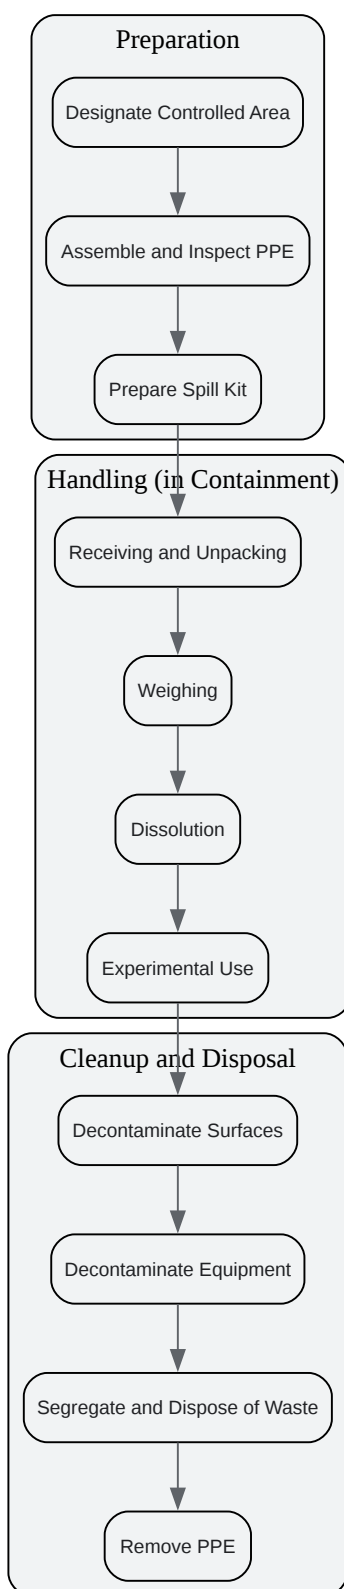 Preparation
Designate Controlled Area
Assemble and Inspect PPE
Prepare Spill Kit
Handling (in Containment)
Receiving and Unpacking
Weighing
Dissolution
Experimental Use
Cleanup and Disposal
Decontaminate Surfaces
Decontaminate Equipment
Segregate and Dispose of Waste
Remove PPE